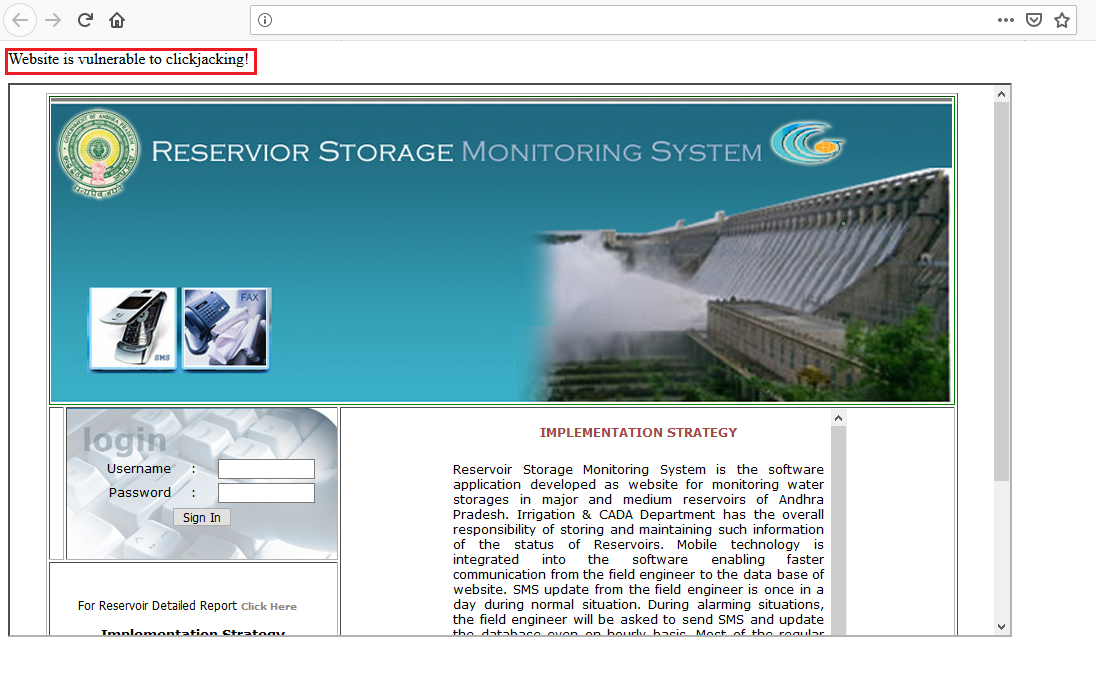 Website is vulnerable to clickjacking!
RESERVIOR STORAGE MONITORING SYSTEM
FAX
SMS
login
Username :
Password :
Sign In
For Reservoir Detailed Report Click Here
Implementation Strategy
IMPLEMENTATION STRATEGY
Reservoir Storage Monitoring System is the software
application developed as website for monitoring water
storages in major and medium reservoirs of Andhra
Pradesh. Irrigation & CADA Department has the overall
responsibility of storing and maintaining such information
of the status of Reservoirs. Mobile technology is
integrated into the software enabling faster
communication from the field engineer to the data base of
website. SMS update from the field engineer is once in a
day during normal situation. During alarming situations,
the field engineer will be asked to send SMS and update
the database even on hourly basis. Most of the regular